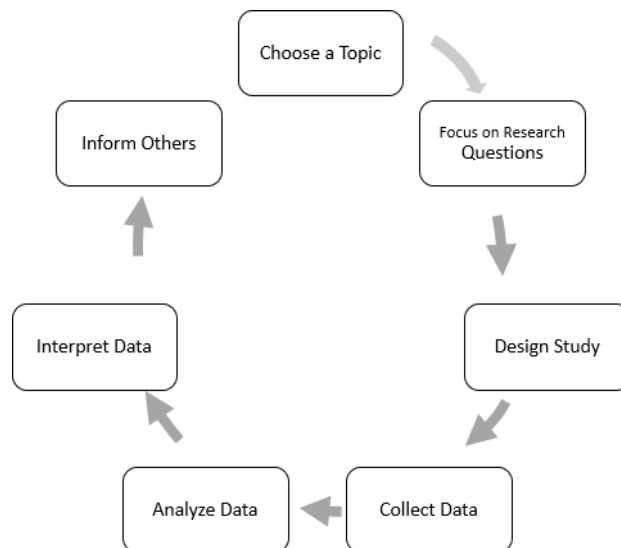 Choose a Topic
Focus on Research
Questions
Design Study
Collect Data
Analyze Data
Interpret Data
Inform Others